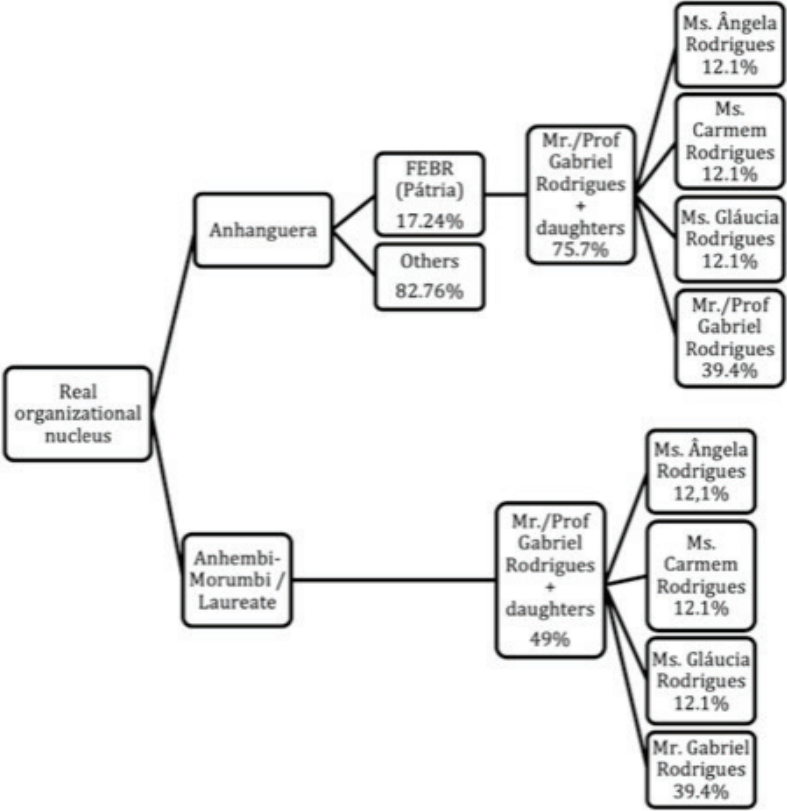 Real
organizational
nucleus
Anhanguera
FEBR
(Pátria)
17.24%
Others
82.76%
Mr./Prof
Gabriel
Rodrigues
+
daughters
75.7%
Ms. Ângela
Rodrigues
12.1%
Ms.
Carmem
Rodrigues
12.1%
Ms. Gláucia
Rodrigues
12.1%
Mr./Prof
Gabriel
Rodrigues
39.4%
Anhembi-
Morumbi /
Laureate
Mr./Prof
Gabriel
Rodrigues
+
daughters
49%
Ms. Ângela
Rodrigues
12,1%
Ms.
Carmem
Rodrigues
12.1%
Ms. Gláucia
Rodrigues
12.1%
Mr. Gabriel
Rodrigues
39.4%